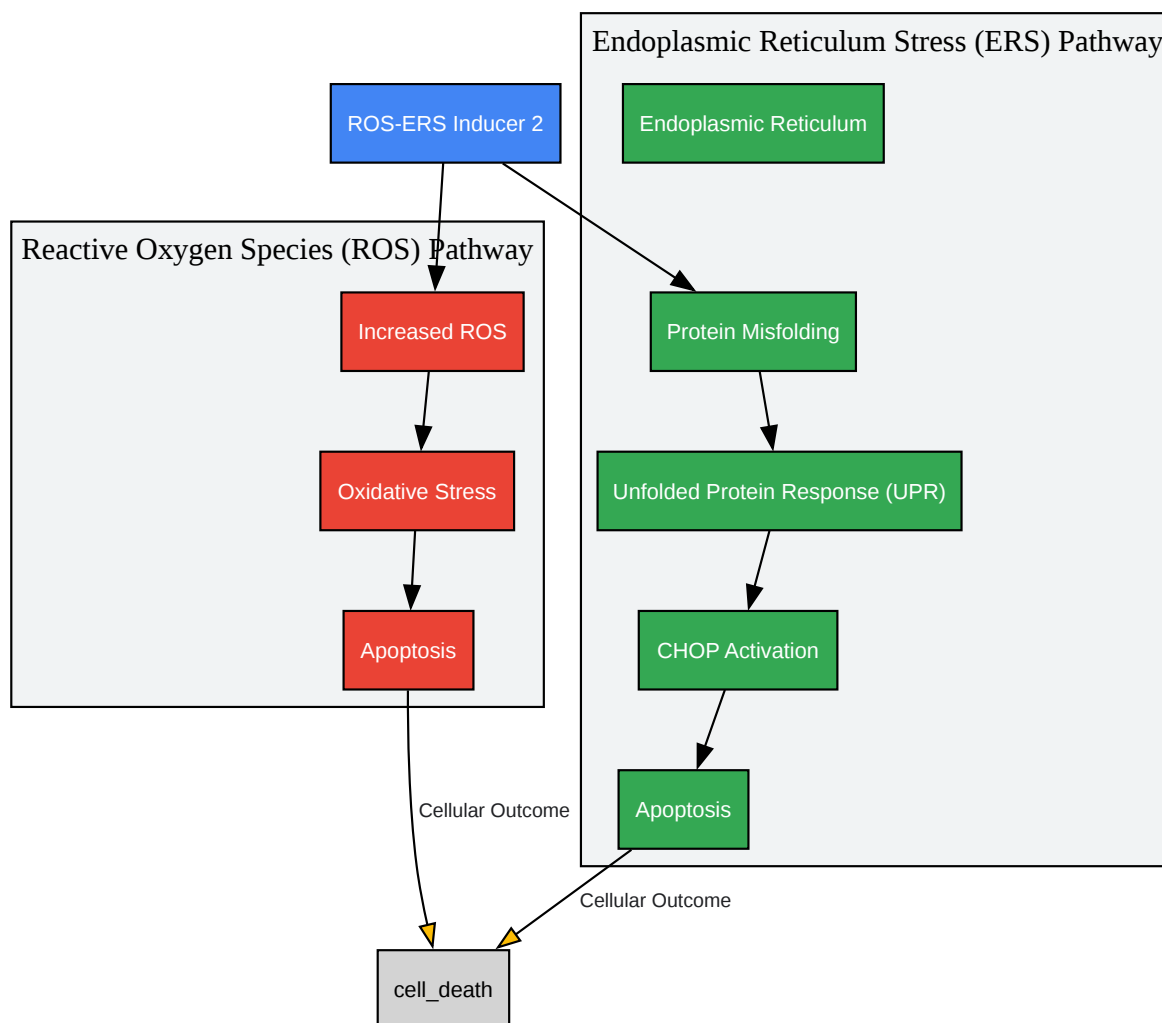 Endoplasmic Reticulum Stress (ERS) Pathway
ROS-ERS Inducer 2
Endoplasmic Reticulum
Reactive Oxygen Species (ROS) Pathway
Increased ROS
Protein Misfolding
Oxidative Stress
Unfolded Protein Response (UPR)
Apoptosis
CHOP Activation
Cellular Outcome
Apoptosis
Cellular Outcome
cell_death